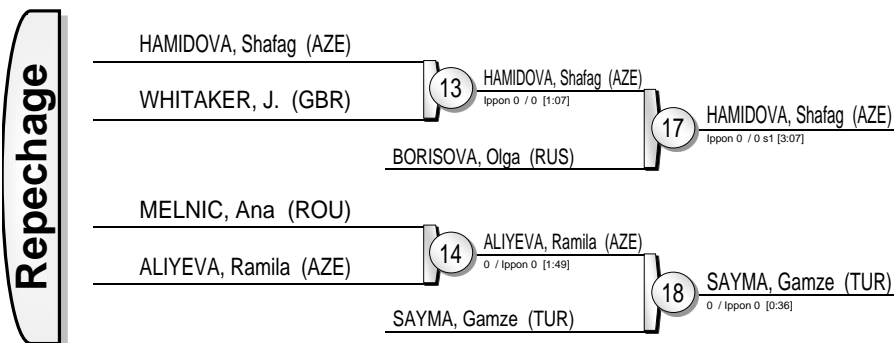 Repechage
HAMIDOVA, Shafag (AZE)
WHITAKER, J. (GBR)
13
HAMIDOVA, Shafag (AZE)
Ippon 0 / 0 [1:07]
BORISOVA, Olga (RUS)
17
HAMIDOVA, Shafag (AZE)
Ippon 0 / 0 s1 [3:07]
MELNIC, Ana (ROU)
ALIYEVA, Ramila (AZE)
14
ALIYEVA, Ramila (AZE)
0 / Ippon 0 [1:49]
SAYMA, Gamze (TUR)
18
SAYMA, Gamze (TUR)
0 / Ippon 0 [0:36]